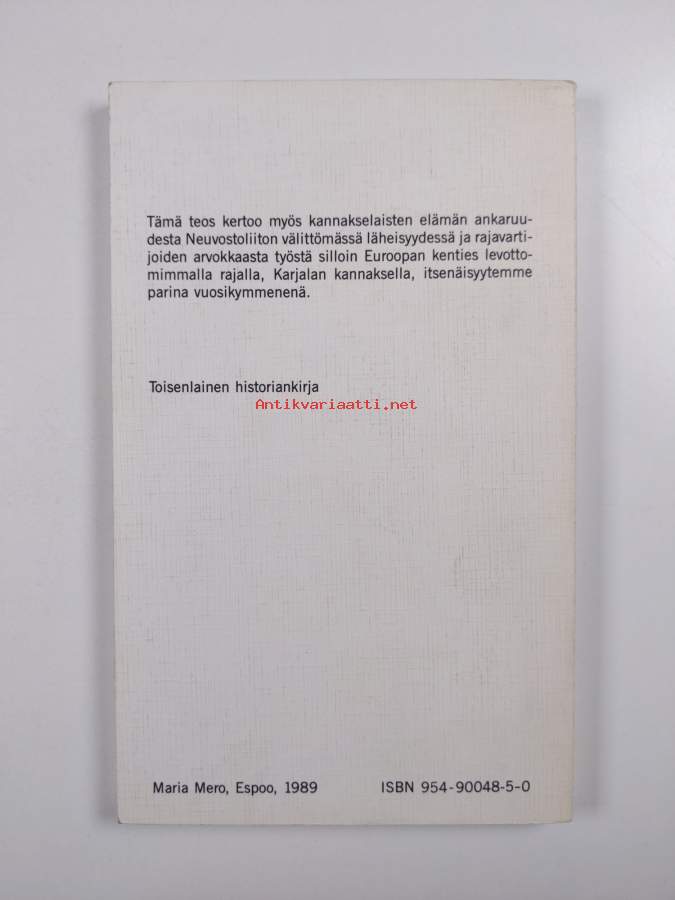 Tämä teos kertoo myös kannakselaisten elämän ankaruu-
desta Neuvostoliiton välittömässä läheisyydessä ja rajavarti-
joiden arvokkaasta työstä silloin Euroopan kenties levotto-
mimmalla rajalla, Karjalan kannaksella, itsenäisyytemme
parina vuosikymmenenä.
Toisenlainen historiankirja
Antikvariaatti.net
Maria Mero, Espoo, 1989 ISBN 954-90048-5-0